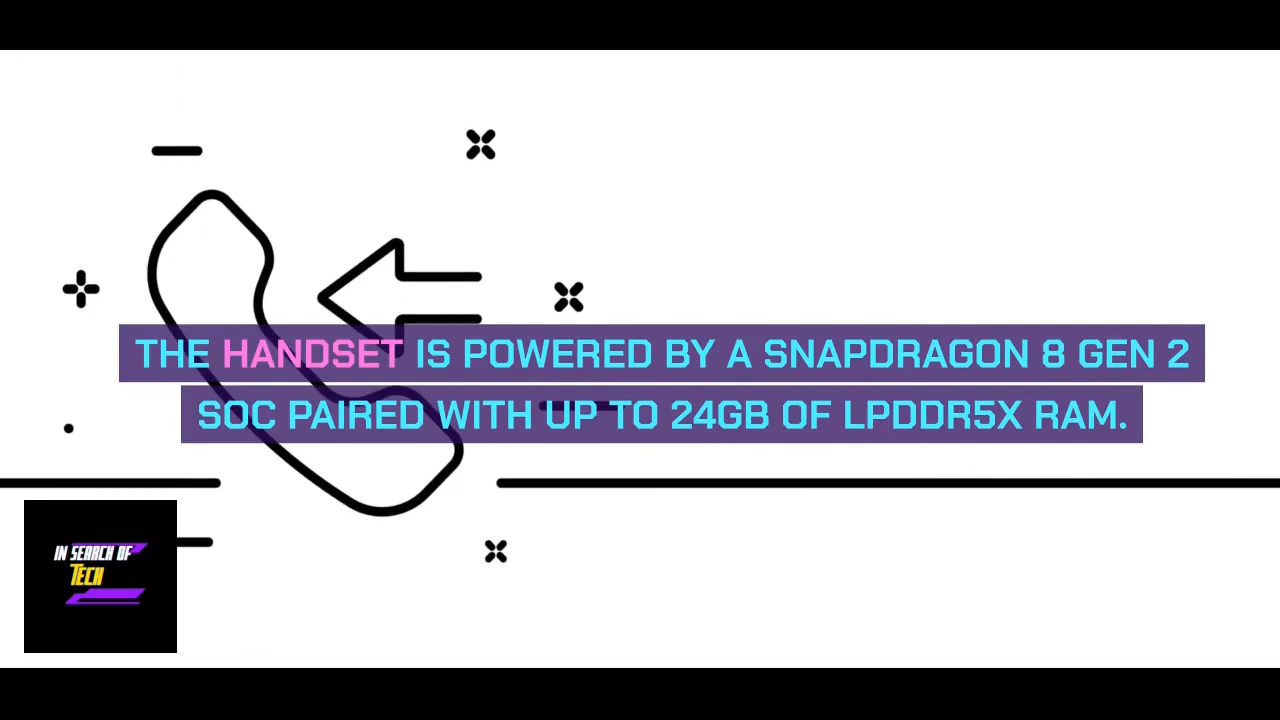 THE HANDSET IS POWERED BY A SNAPDRAGON 8 GEN 2
SOC PAIRED WITH UP TO 24GB OF LPDDR5X RAM.
IN SEARCH OF
TECH